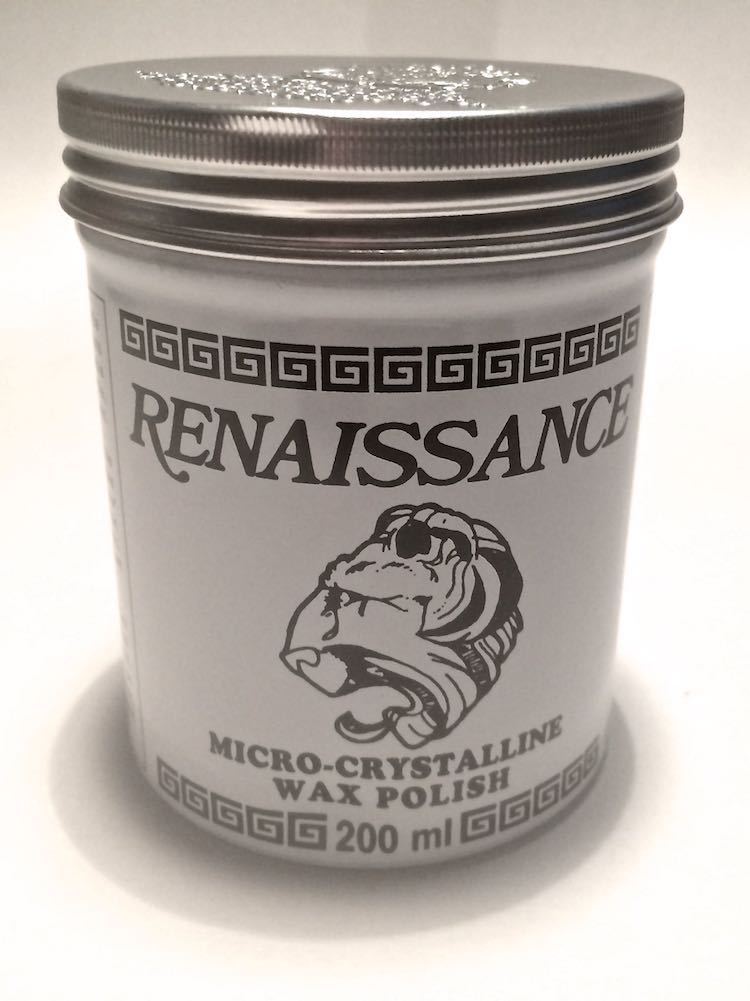 RENAISSANCE
MICRO-CRYSTALLINE
WAX POLISH
200 ml